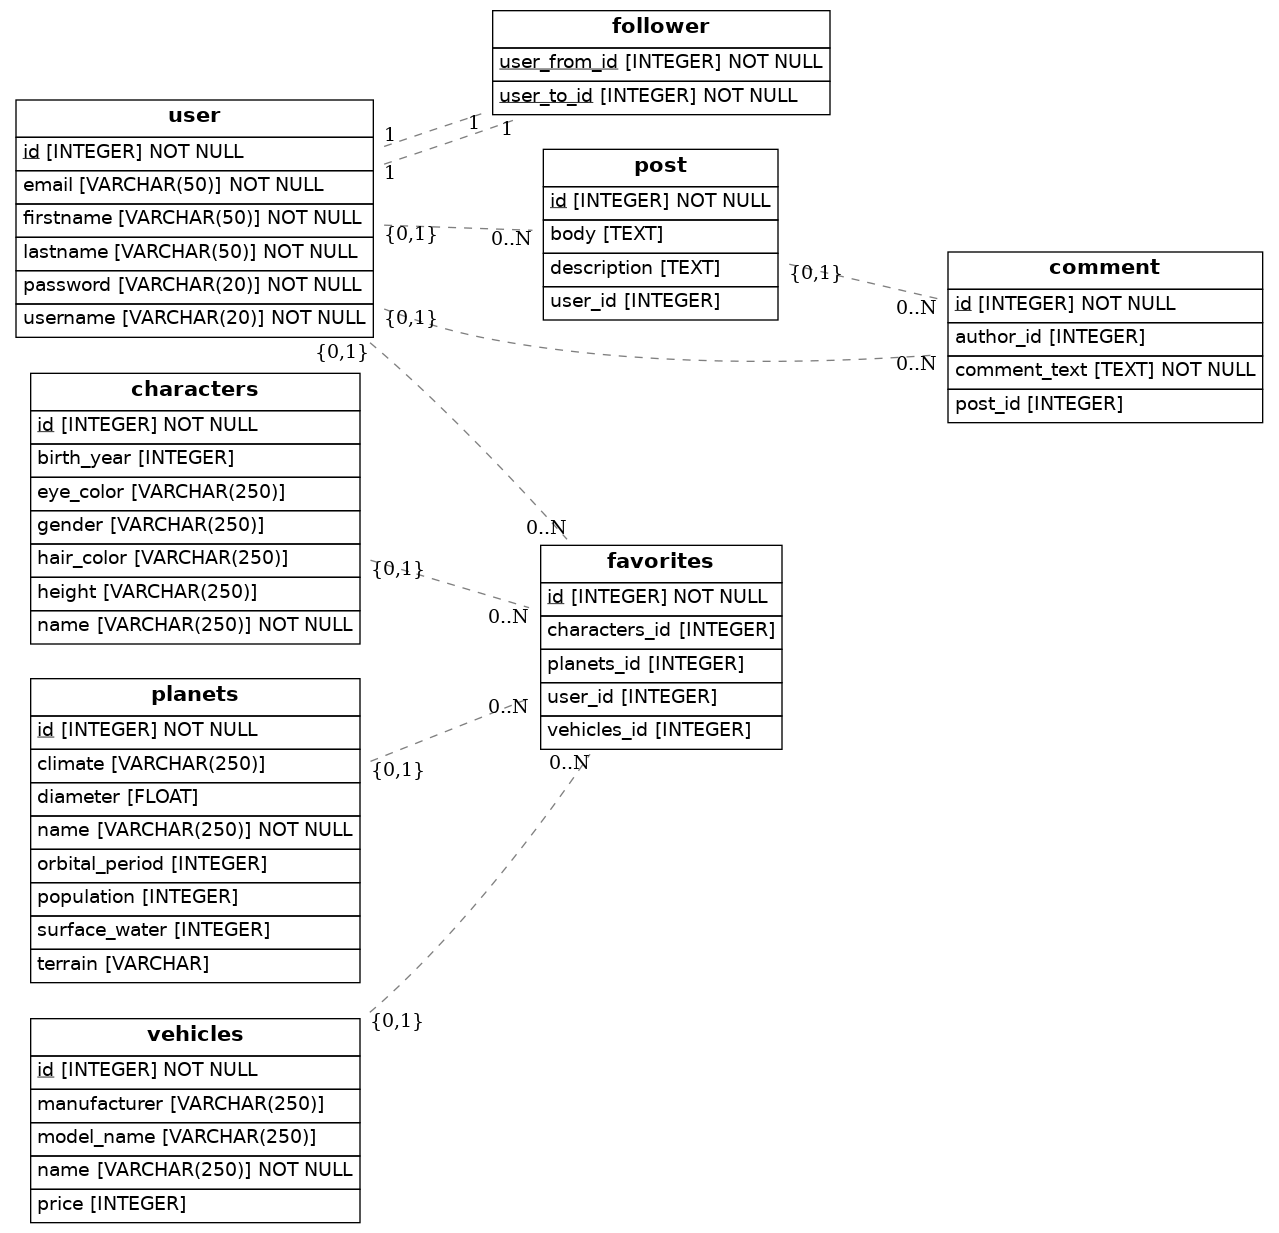 follower
user_from_id [INTEGER] NOT NULL
user_to_id [INTEGER] NOT NULL
user
id [INTEGER] NOT NULL
email [VARCHAR(50)] NOT NULL
firstname [VARCHAR(50)] NOT NULL
lastname [VARCHAR(50)] NOT NULL
password [VARCHAR(20)] NOT NULL
username [VARCHAR(20)] NOT NULL
1
1
1
1
post
id [INTEGER] NOT NULL
body [TEXT]
description [TEXT]
user_id [INTEGER]
{0,1}
0..N
{0,1}
0..N
{0,1}
0..N
comment
id [INTEGER] NOT NULL
author_id [INTEGER]
comment_text [TEXT] NOT NULL
post_id [INTEGER]
{0,1}
0..N
characters
id [INTEGER] NOT NULL
birth_year [INTEGER]
eye_color [VARCHAR(250)]
gender [VARCHAR(250)]
hair_color [VARCHAR(250)]
height [VARCHAR(250)]
name [VARCHAR(250)] NOT NULL
{0,1}
0..N
favorites
id [INTEGER] NOT NULL
characters_id [INTEGER]
planets_id [INTEGER]
user_id [INTEGER]
vehicles_id [INTEGER]
planets
id [INTEGER] NOT NULL
climate [VARCHAR(250)]
diameter [FLOAT]
name [VARCHAR(250)] NOT NULL
orbital_period [INTEGER]
population [INTEGER]
surface_water [INTEGER]
terrain [VARCHAR]
0..N
{0,1}
0..N
{0,1}
vehicles
id [INTEGER] NOT NULL
manufacturer [VARCHAR(250)]
model_name [VARCHAR(250)]
name [VARCHAR(250)] NOT NULL
price [INTEGER]